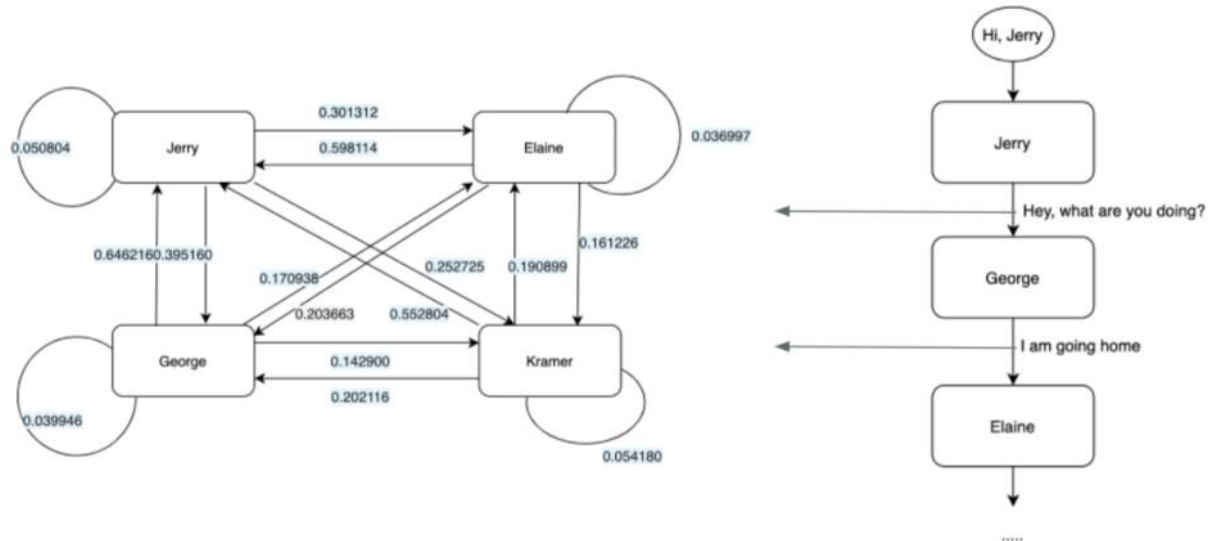 0.301312
0.598114
0.050804
Jerry
Elaine
0.036997
0.646216
0.395160
0.170938
0.203663
0.252725
0.552804
0.190899
0.161226
George
Kramer
0.142900
0.202116
0.039946
0.054180
Hi, Jerry
Jerry
Hey, what are you doing?
George
I am going home
Elaine
.....